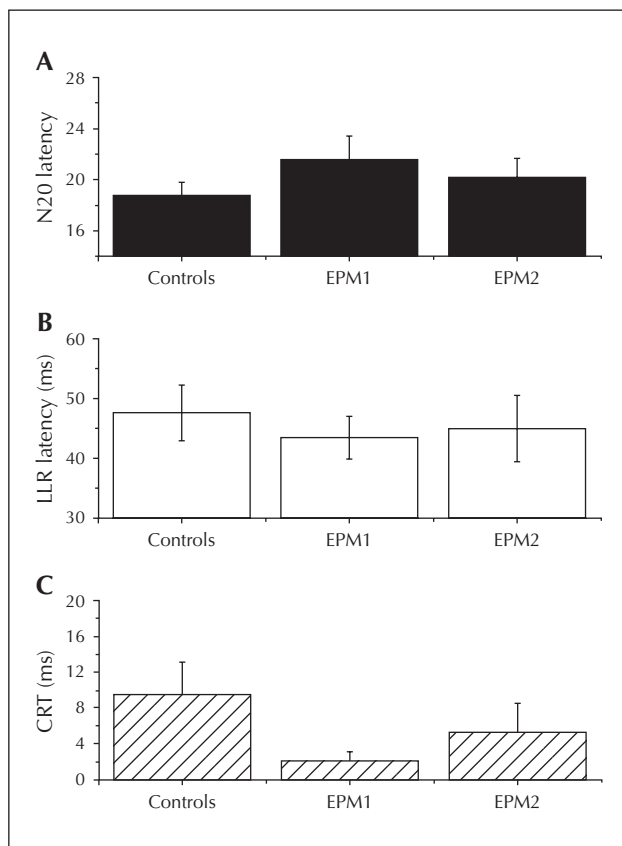 A
N20 latency
28
24
20
16
Controls EPM1 EPM2
B
LLR latency (ms)
60
50
40
30
Controls EPM1 EPM2
C
CRT (ms)
20
16
12
8
4
0
Controls EPM1 EPM2